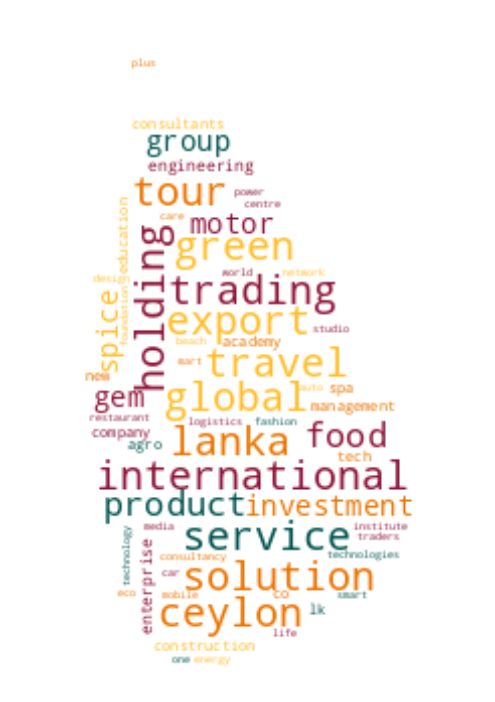 plus
consultants
group
engineering
tour
power
centre
care
motor
education
green
holding
world
network
design
trading
foundation
spice
export
studio
beach
academy
mart
travel
new
gem
global
auto
spa
management
restaurant
logistics
fashion
company
agro
lanka
food
tech
international
product
investment
media
service
institute
traders
technology
enterprise
consultancy
technologies
car
solution
eco
mobile
co
smart
ceylon
lk
life
construction
one
energy